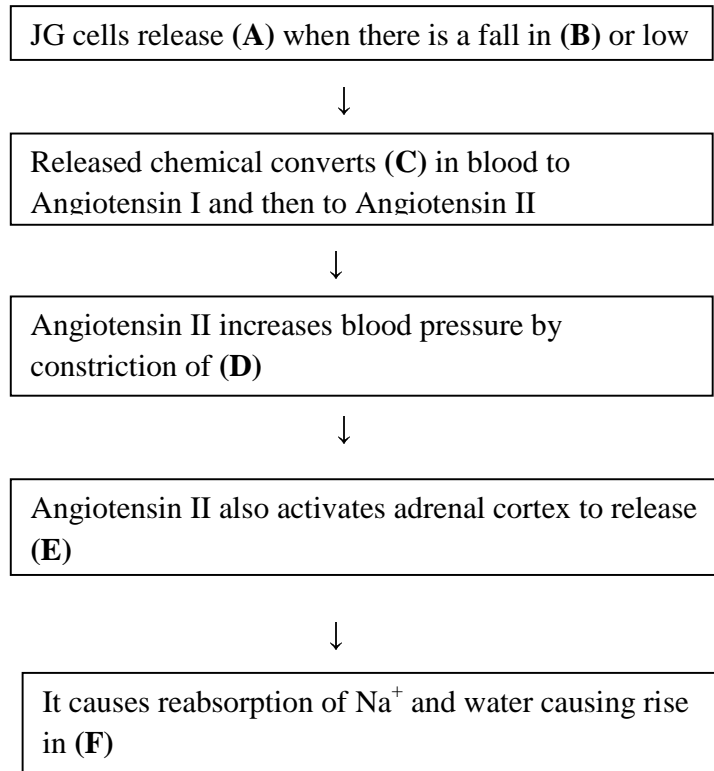 JG cells release (A) when there is a fall in (B) or low
↓
Released chemical converts (C) in blood to
Angiotensin I and then to Angiotensin II
↓
Angiotensin II increases blood pressure by
constriction of (D)
↓
Angiotensin II also activates adrenal cortex to release
(E)
↓
It causes reabsorption of Na⁺ and water causing rise
in (F)